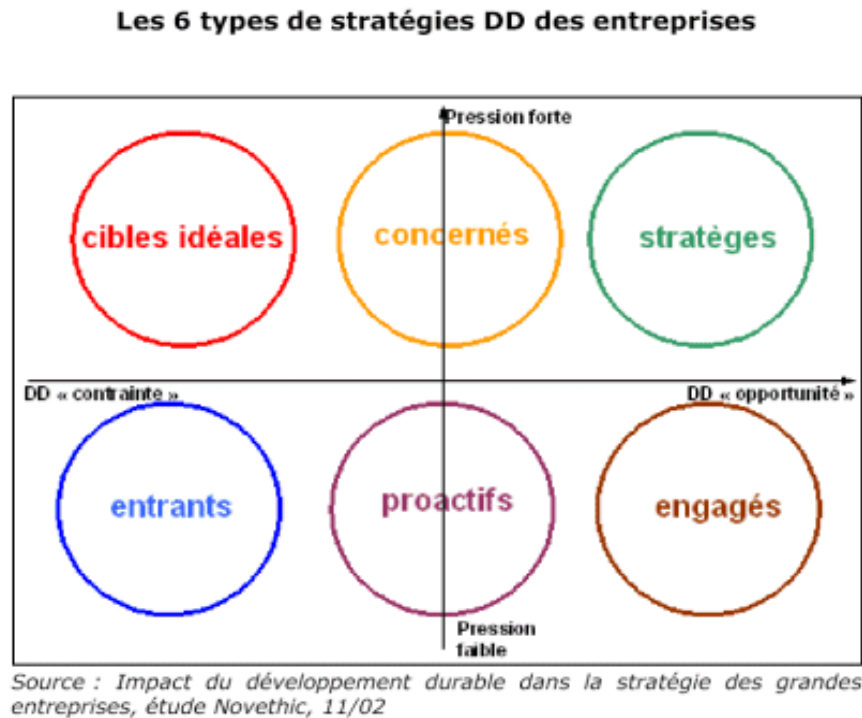 Les 6 types de stratégies DD des entreprises
Pression forte
cibles idéales
concernés
stratèges
DD « contrainte »
DD « opportunité »
entrants
proactifs
engagés
Pression
faible
Source : Impact du développement durable dans la stratégie des grandes
entreprises, étude Novethic, 11/02